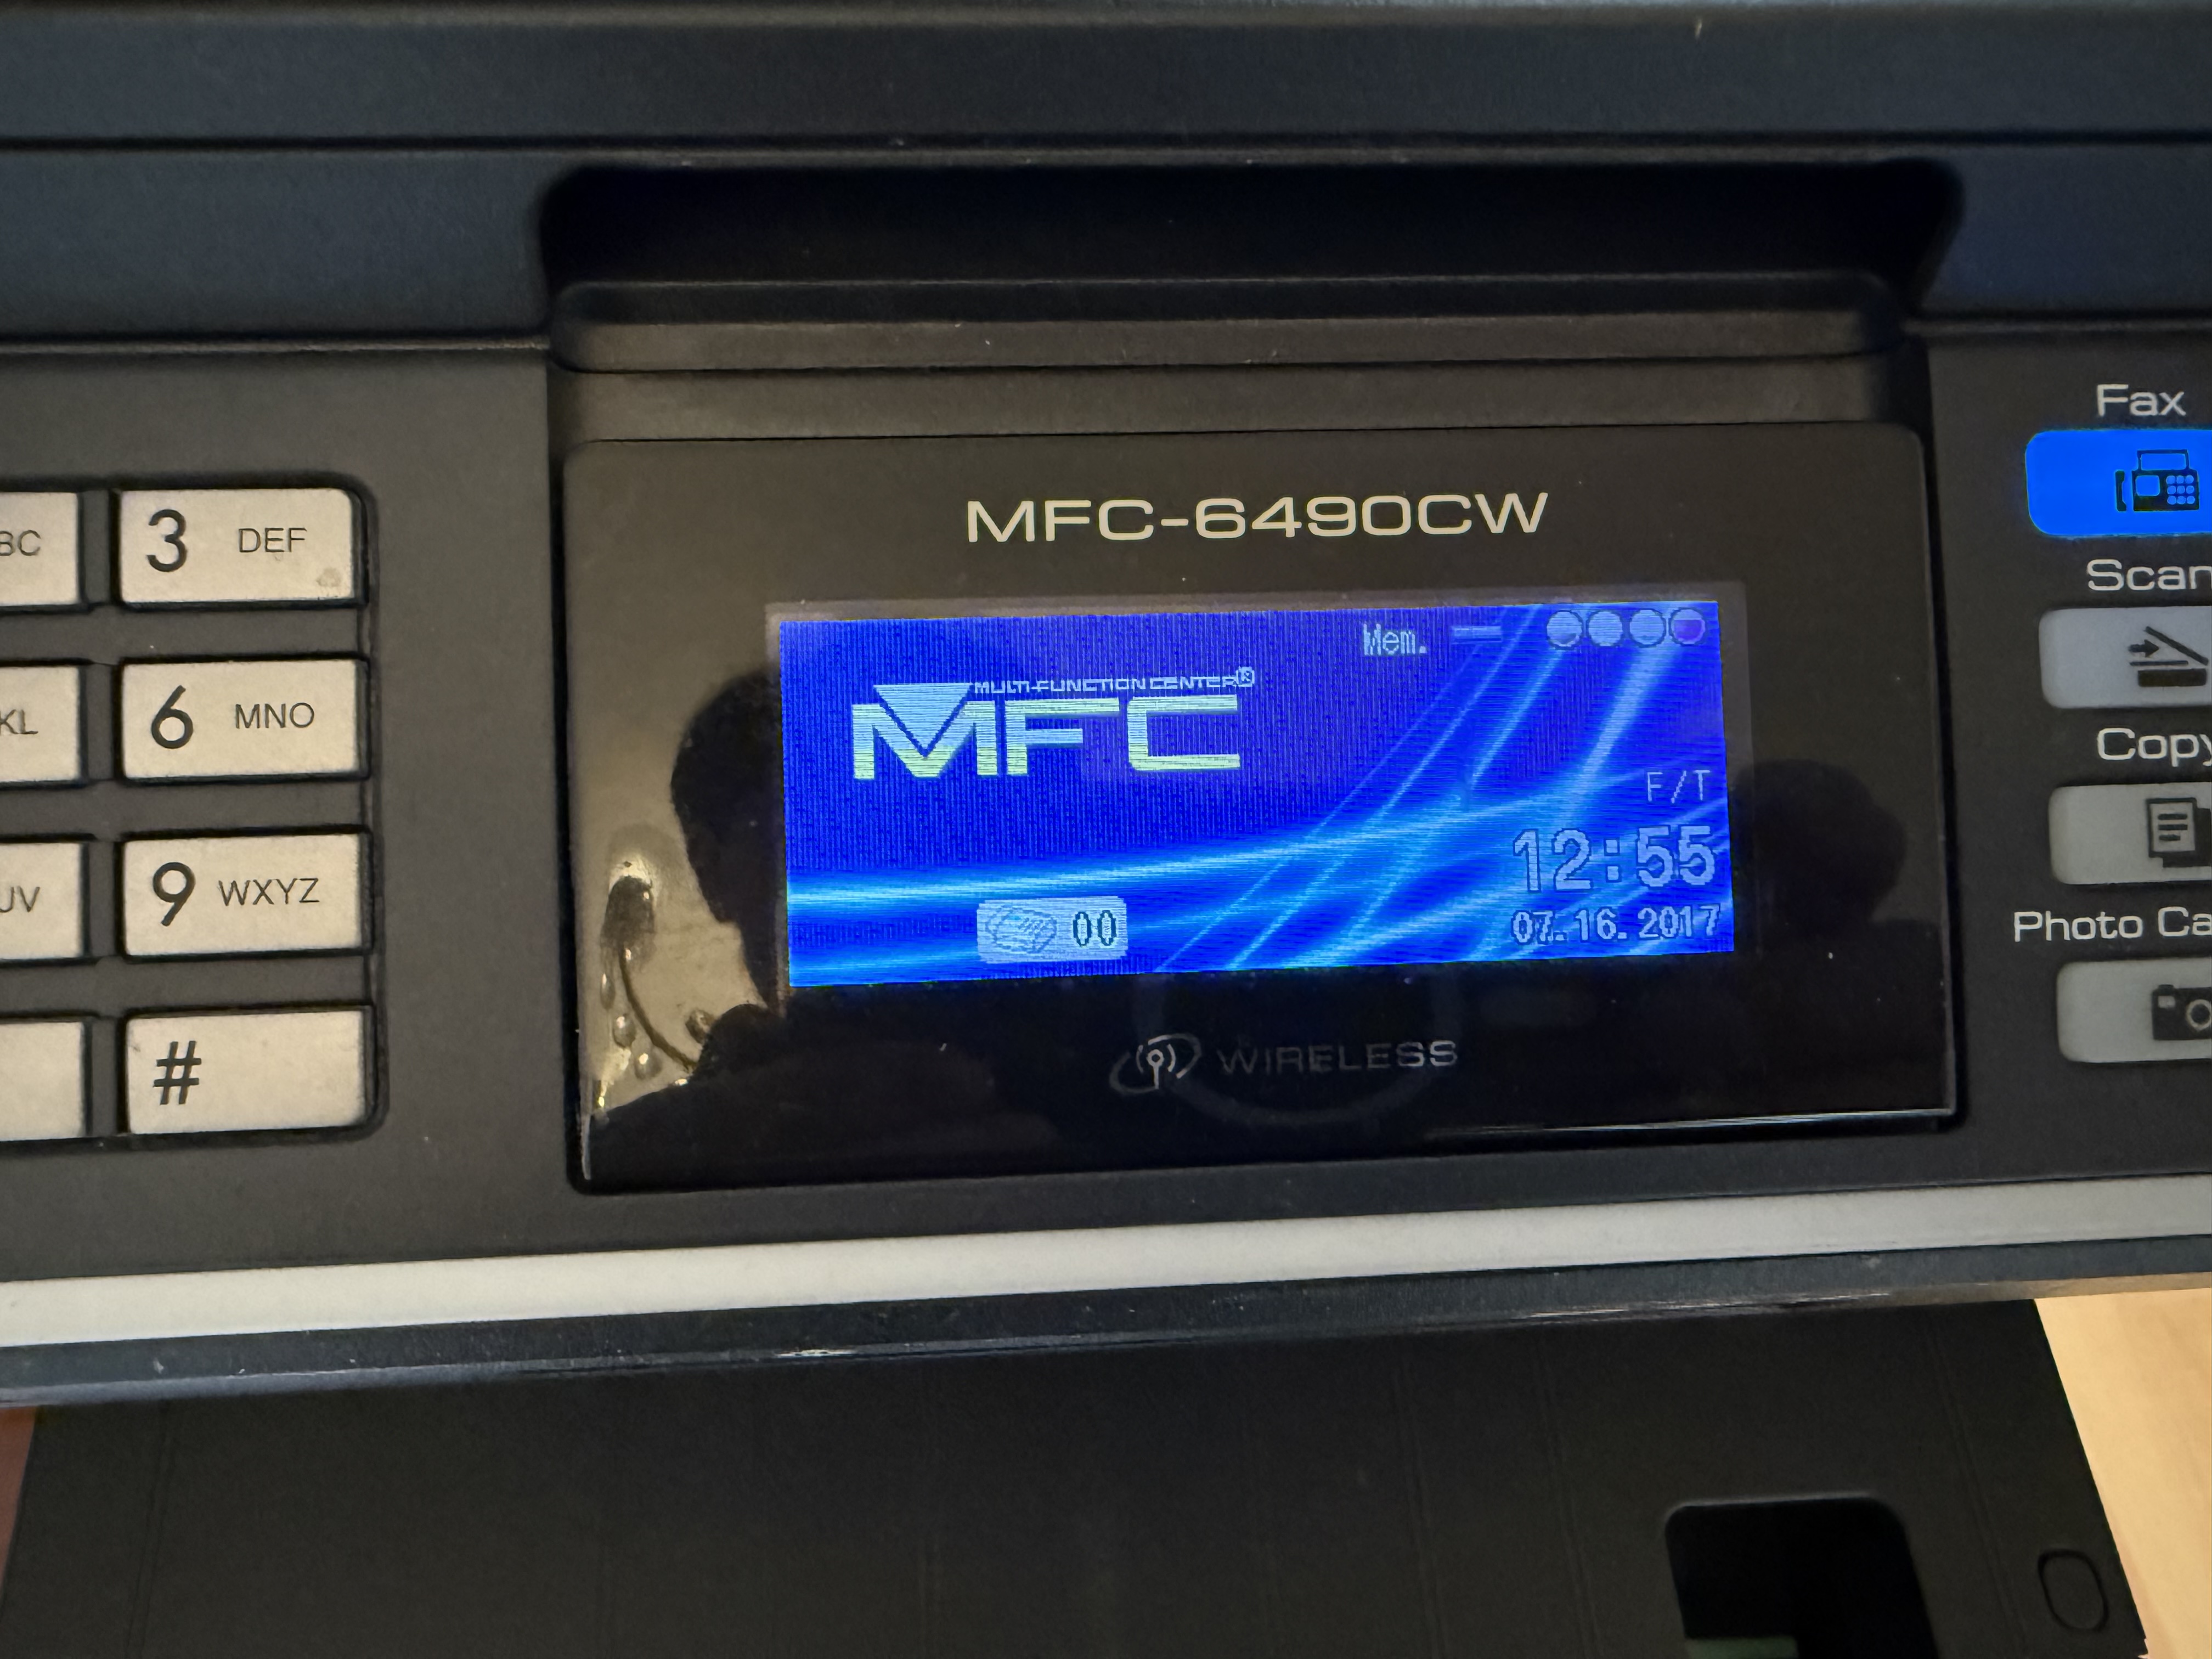 MFC-6490CW
Mem.
MULTI-FUNCTION CENTER®
MFC
F/T
12:55
00
07.16.2017
WIRELESS
BC
3 DEF
KL
6 MNO
UV
9 WXYZ
#
Fax
Scan
Copy
Photo Ca